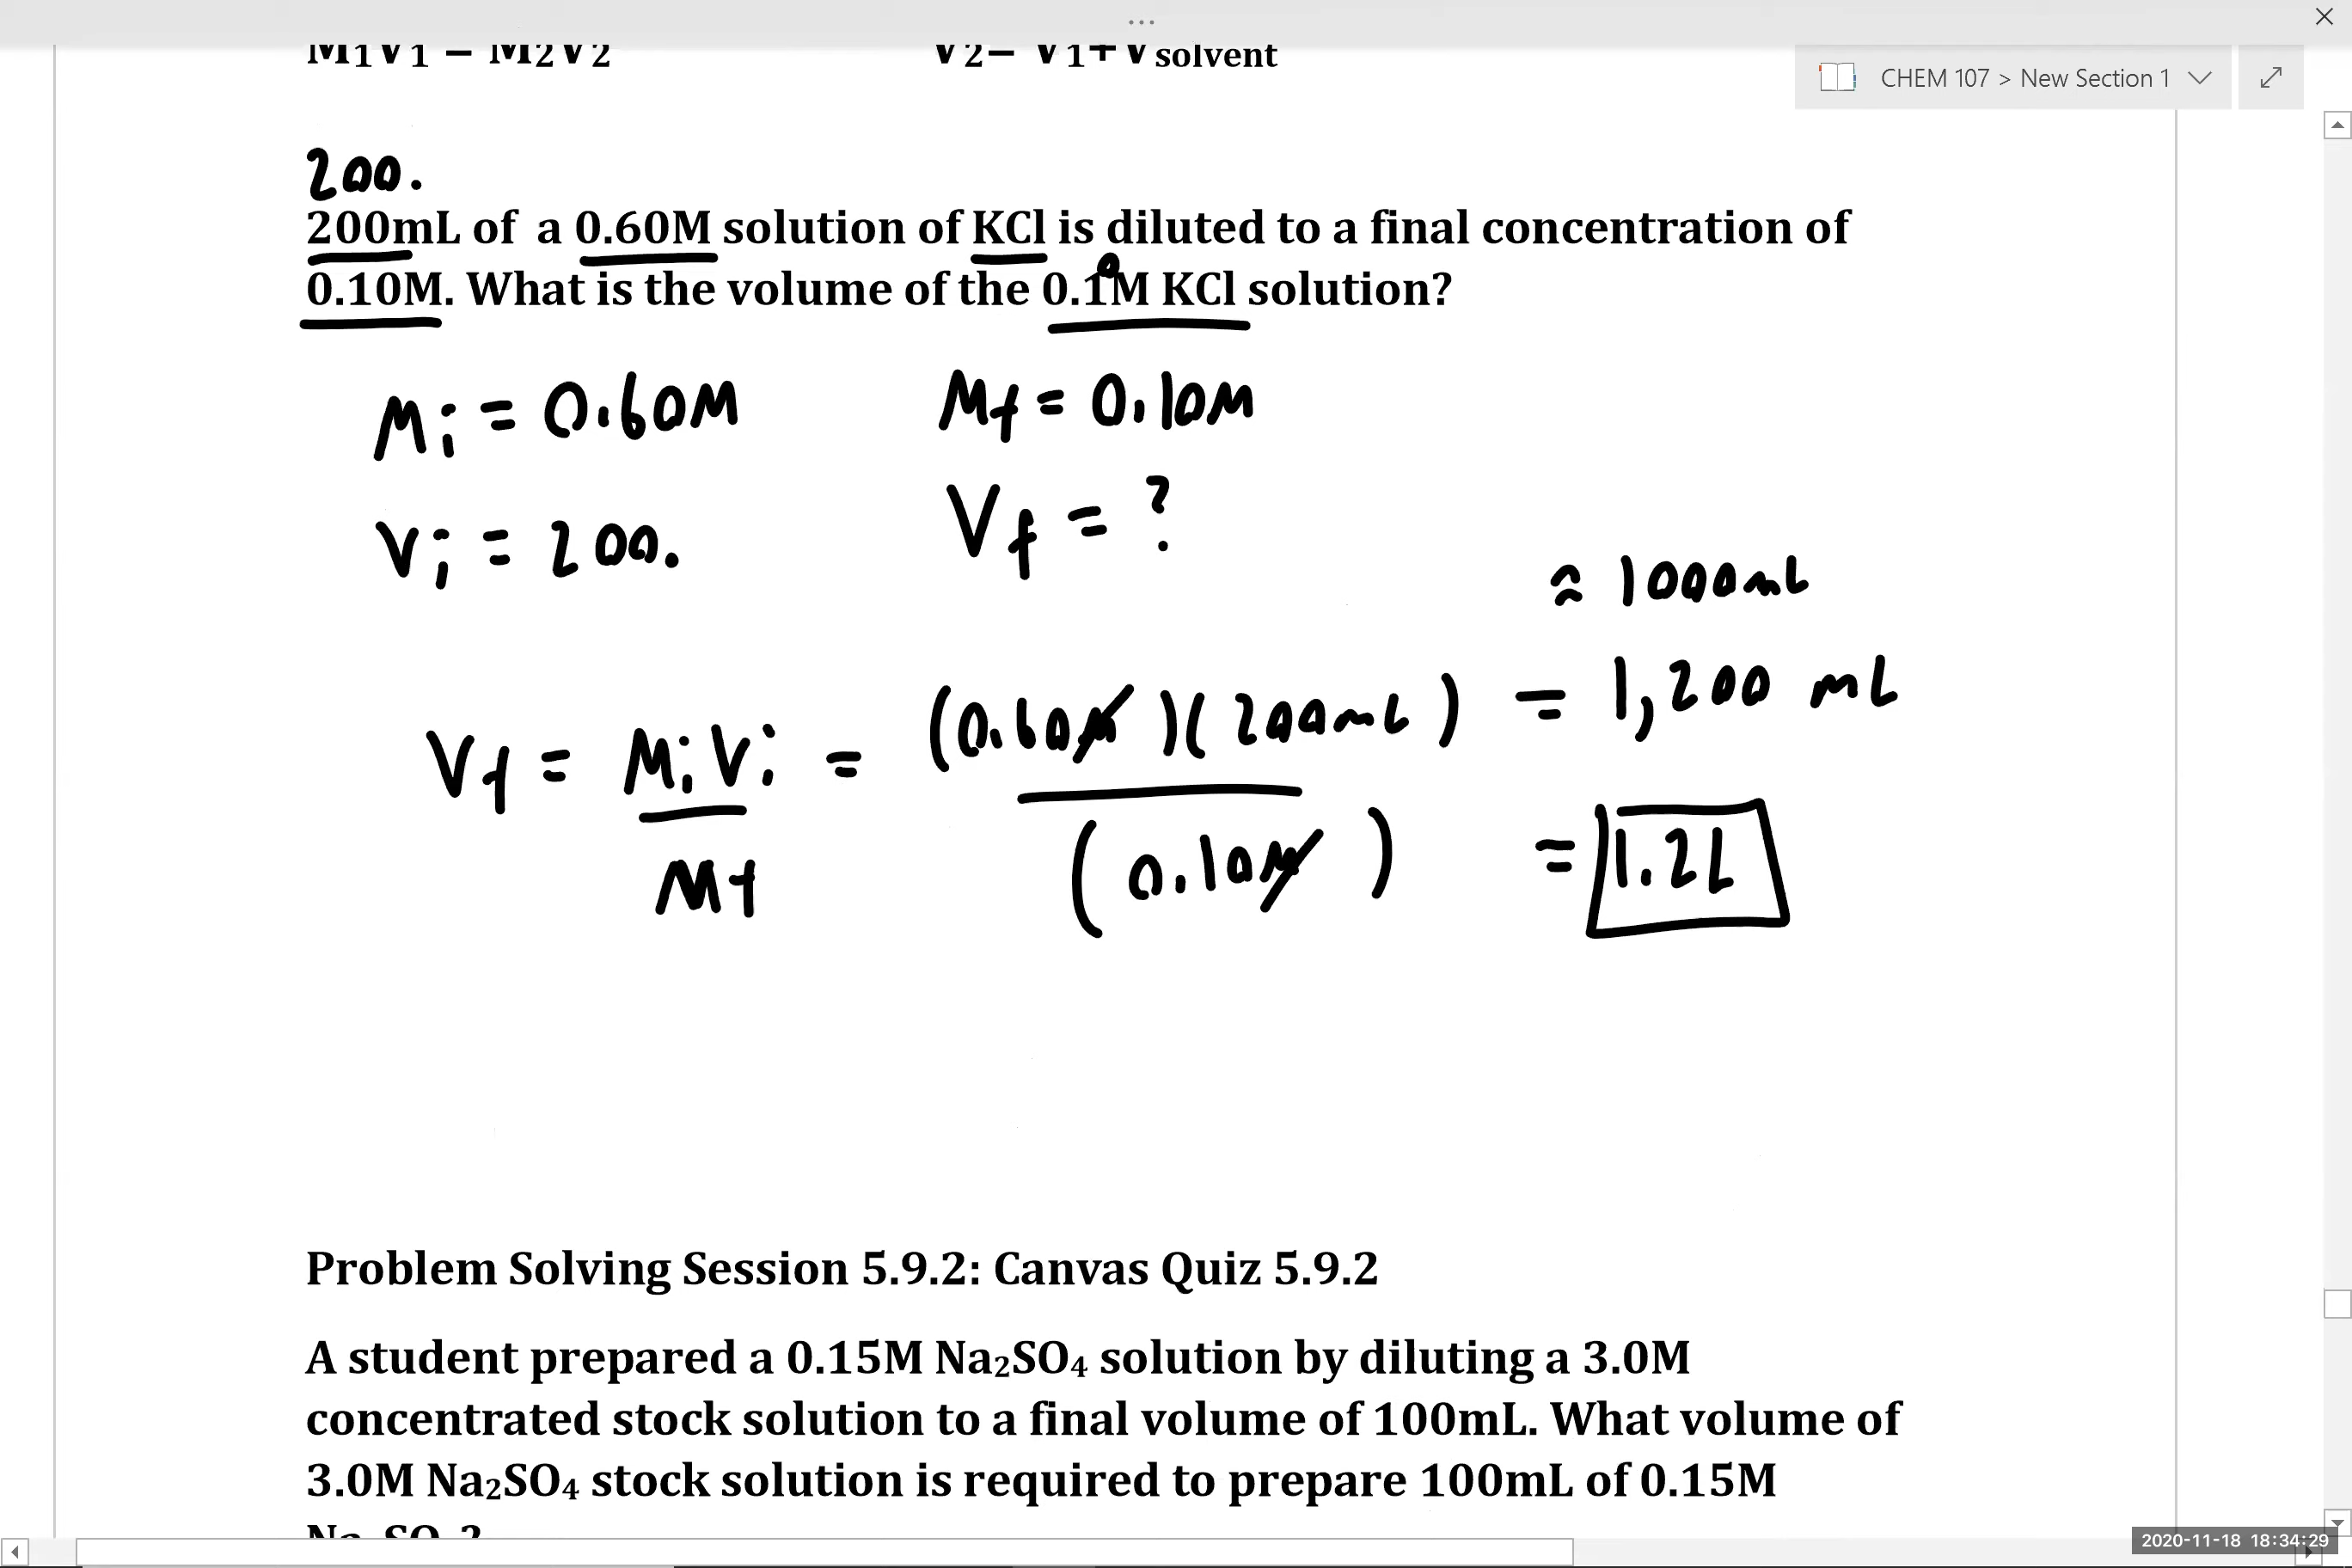 M₁V₁ = M₂V₂ V₂= V₁+V solvent
CHEM 107 > New Section 1
200.
200mL of a 0.60M solution of KCl is diluted to a final concentration of
0.10M. What is the volume of the 0.10M KCl solution?
Mi = 0.60M Mf = 0.10M
Vi = 200. Vf = ?
≈ 1000mL
Vf = MiVi / Mf = (0.60M)(200mL) / (0.10M) = 1,200 mL
= 1.2L
Problem Solving Session 5.9.2: Canvas Quiz 5.9.2
A student prepared a 0.15M Na₂SO₄ solution by diluting a 3.0M
concentrated stock solution to a final volume of 100mL. What volume of
3.0M Na₂SO₄ stock solution is required to prepare 100mL of 0.15M
2020-11-18 18:34:29